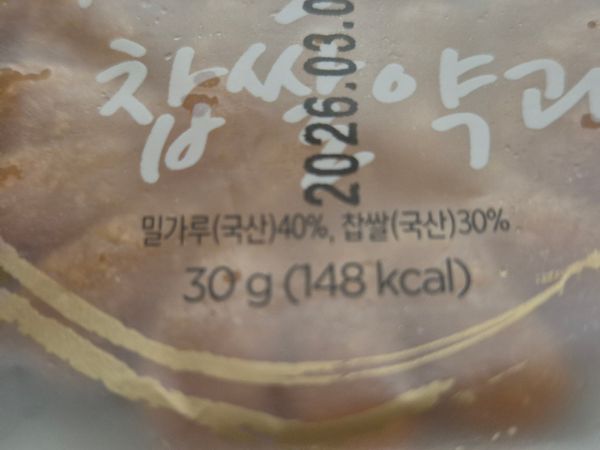 찹쌀약과
2026.03.0
밀가루(국산)40%, 찹쌀(국산)30%
30 g (148 kcal)